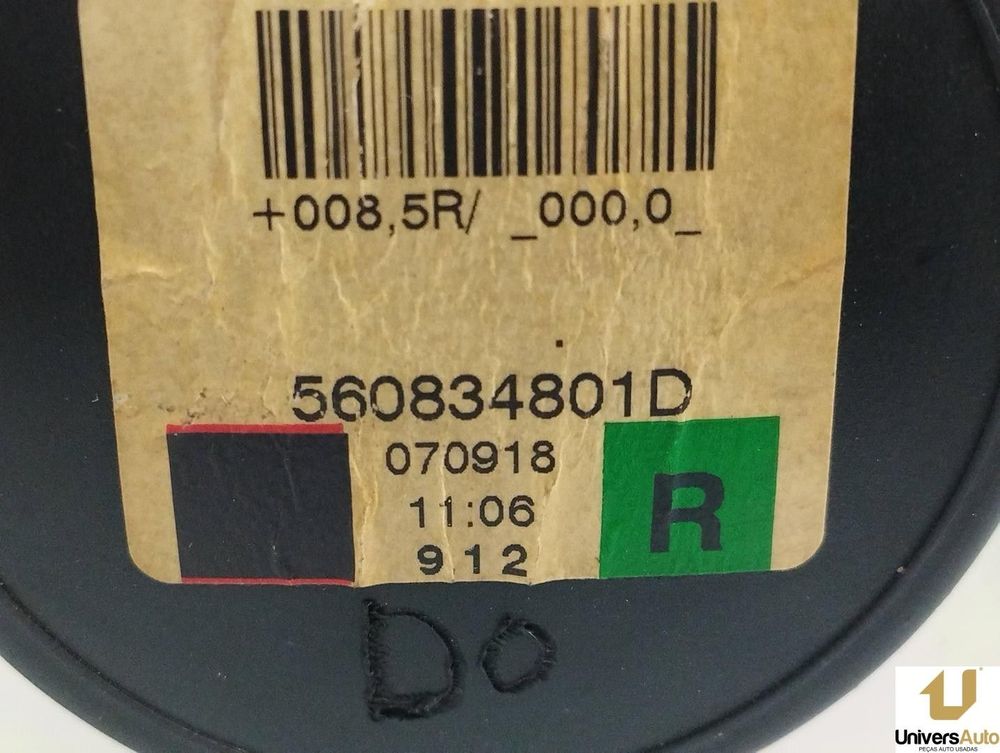 +008,5R/ _000,0_
560834801D
070918
11:06
912
R
DO
UniversAuto
PEÇAS AUTO USADAS